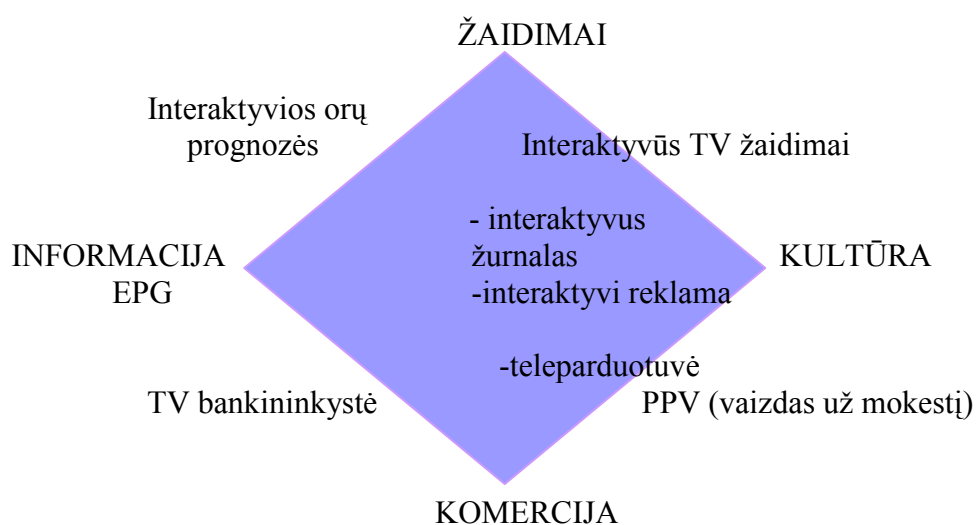 ŽAIDIMAI
Interaktyvios orų
prognozės
Interaktyvūs TV žaidimai
- interaktyvus
žurnalas
-interaktyvi reklama
INFORMACIJA
EPG
KULTŪRA
-teleparduotuvė
TV bankininkystė
PPV (vaizdas už mokestį)
KOMERCIJA